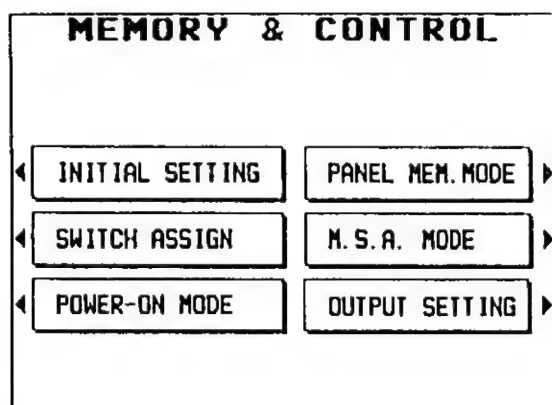 MEMORY & CONTROL
INITIAL SETTING
PANEL MEM. MODE
SWITCH ASSIGN
M. S. A. MODE
POWER-ON MODE
OUTPUT SETTING